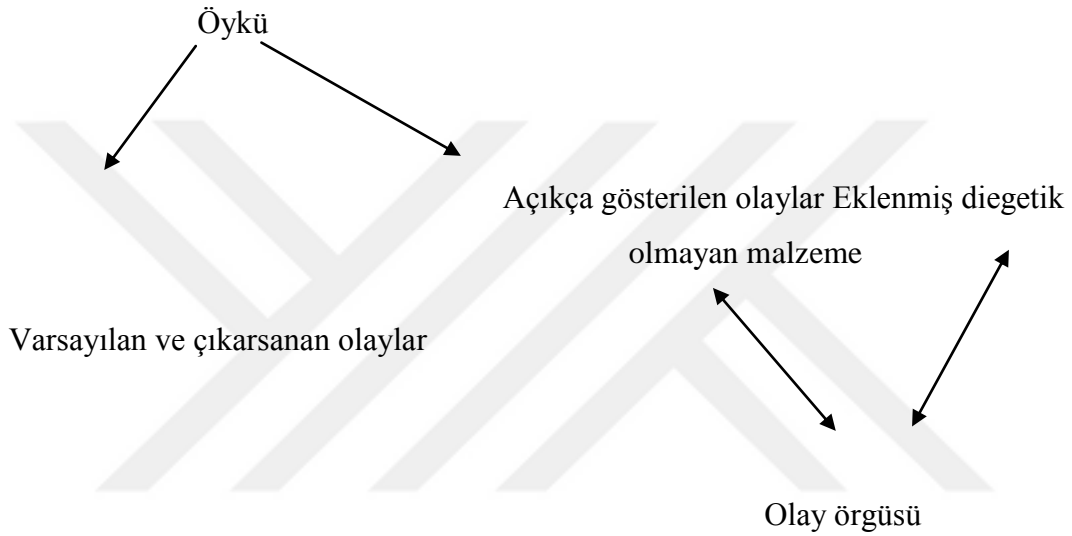 Öykü
Açıkça gösterilen olaylar Eklenmiş diegetik
olmayan malzeme
Varsayılan ve çıkarsanan olaylar
Olay örgüsü